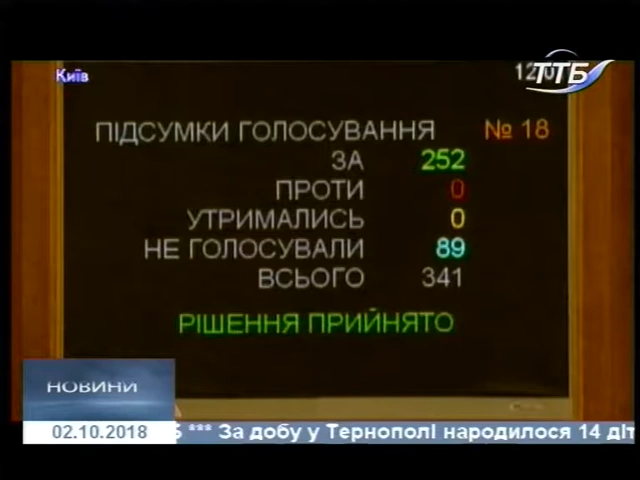 Київ
ТТБ
ПІДСУМКИ ГОЛОСУВАННЯ № 18
ЗА 252
ПРОТИ 0
УТРИМАЛИСЬ 0
НЕ ГОЛОСУВАЛИ 89
ВСЬОГО 341
РІШЕННЯ ПРИЙНЯТО
НОВИНИ
02.10.2018
*** За добу у Тернополі народилося 14 діт